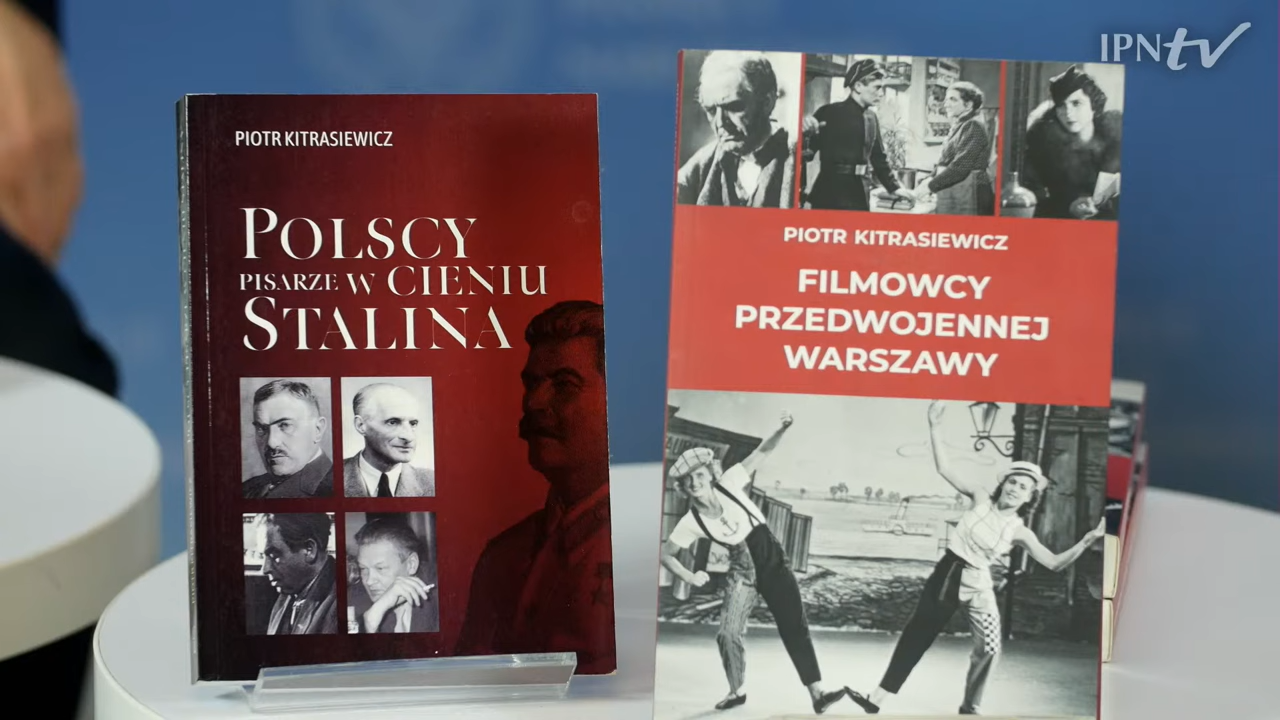 IPNtv
PIOTR KITRASIEWICZ
POLSCY
PISARZE W CIENIU
STALINA
PIOTR KITRASIEWICZ
FILMOWCY
PRZEDWOJENNEJ
WARSZAWY